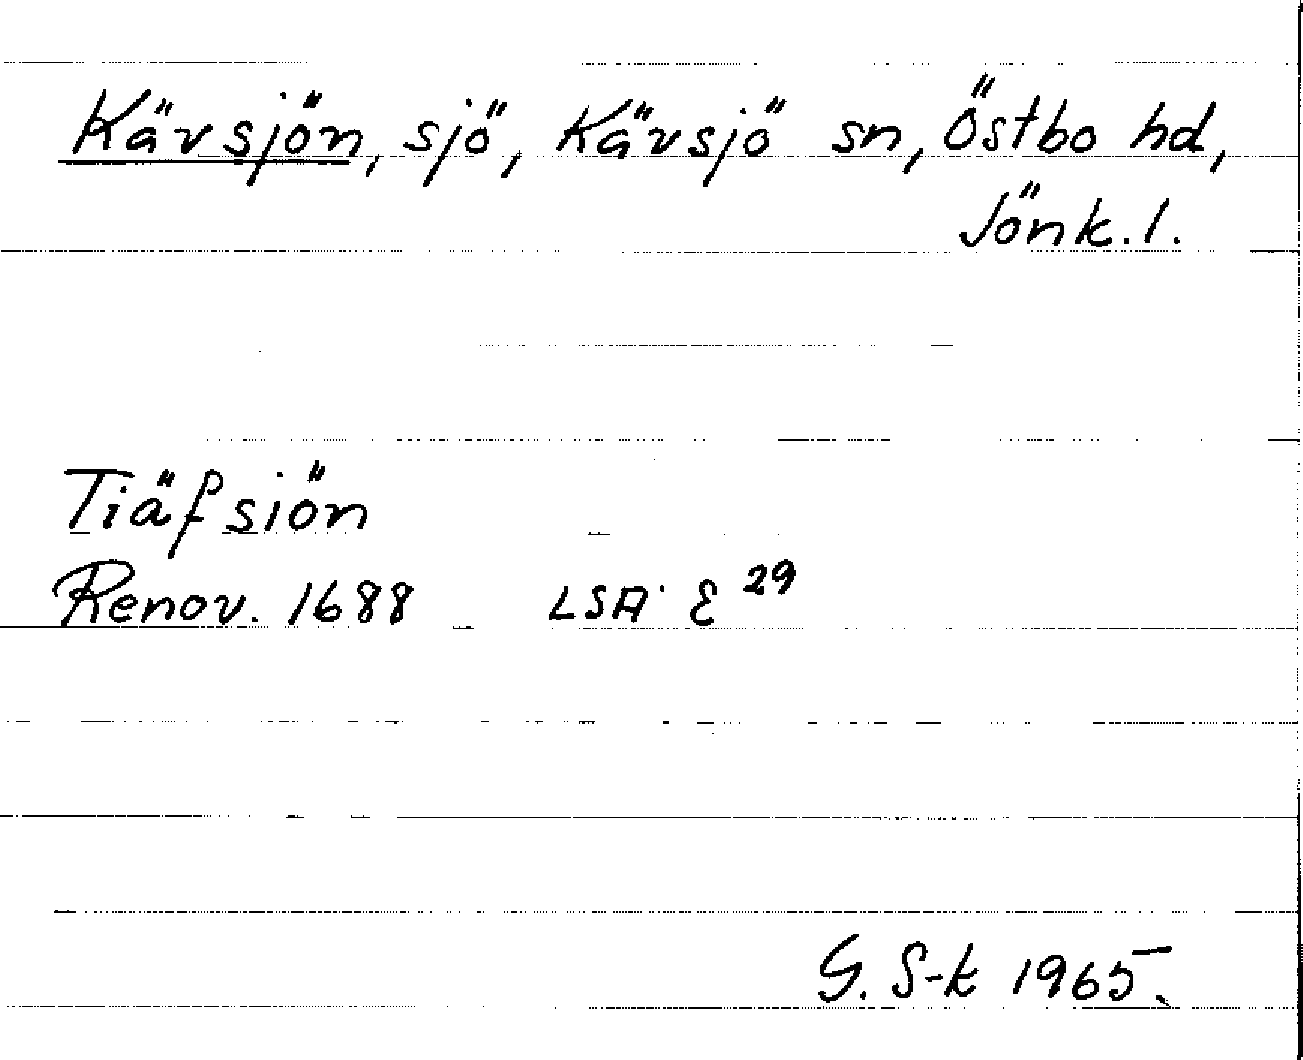 Kävsjön, sjö, Kävsjö sn, Östbo hd,
Jönk. l.
Tiäfsiön
Renov. 1688 LSA E 29
G. S-k 1965.